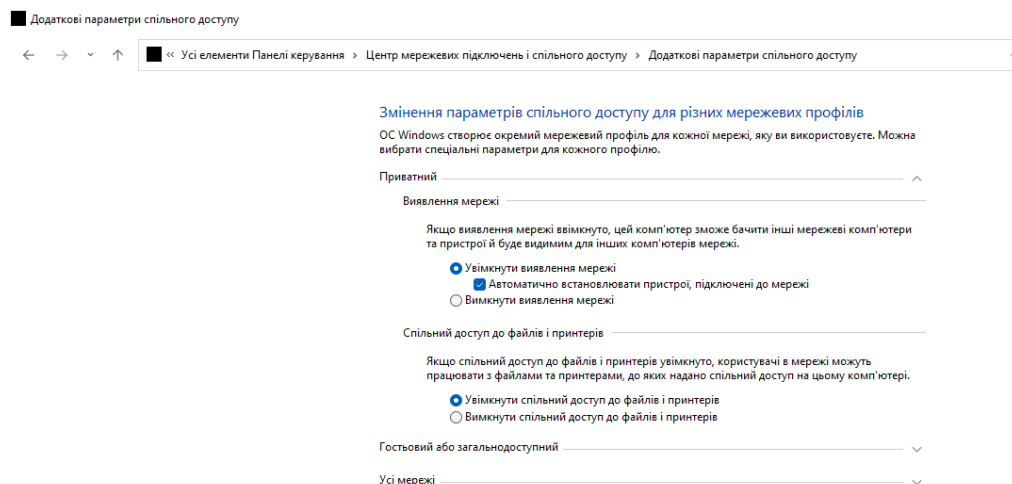 Додаткові параметри спільного доступу
« Усі елементи Панелі керування > Центр мережевих підключень і спільного доступу > Додаткові параметри спільного доступу
Змінення параметрів спільного доступу для різних мережевих профілів
ОС Windows створює окремий мережевий профіль для кожної мережі, яку ви використовуєте. Можна
вибрати спеціальні параметри для кожного профілю.
Приватний
Виявлення мережі
Якщо виявлення мережі ввімкнуто, цей комп'ютер зможе бачити інші мережеві комп'ютери
та пристрої й буде видимим для інших комп'ютерів мережі.
Увімкнути виявлення мережі
Автоматично встановлювати пристрої, підключені до мережі
Вимкнути виявлення мережі
Спільний доступ до файлів і принтерів
Якщо спільний доступ до файлів і принтерів увімкнуто, користувачі в мережі можуть
працювати з файлами та принтерами, до яких надано спільний доступ на цьому комп'ютері.
Увімкнути спільний доступ до файлів і принтерів
Вимкнути спільний доступ до файлів і принтерів
Гостьовий або загальнодоступний
Усі мережі